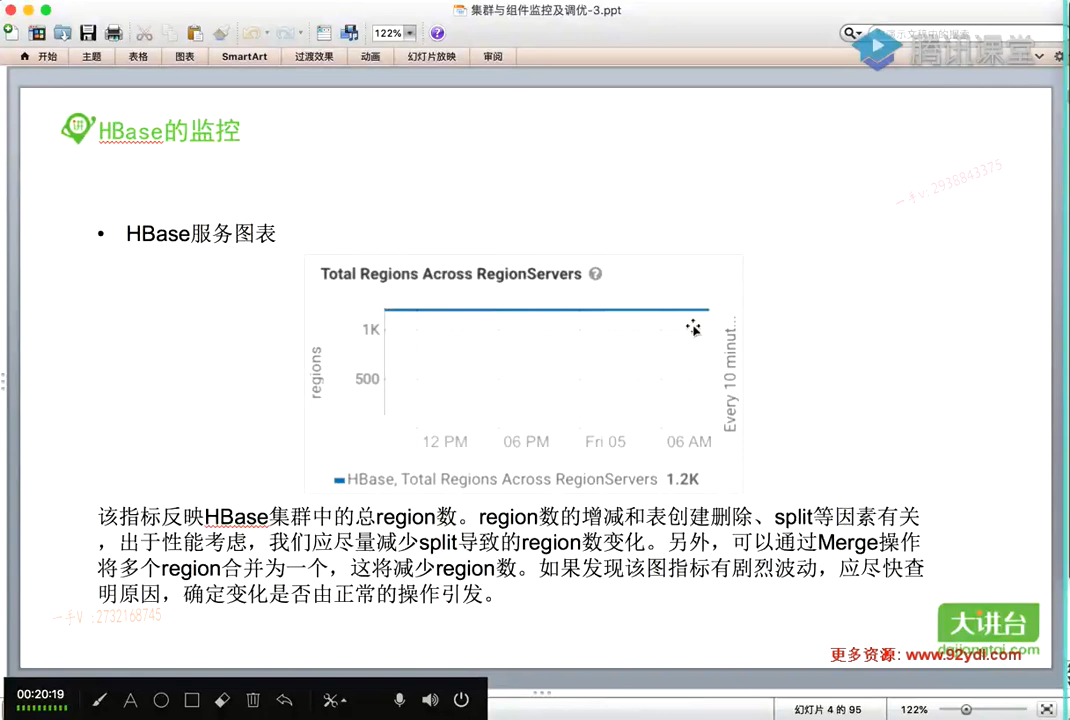 集群与组件监控及调优-3.ppt
122%
腾讯课堂
开始 主题 表格 图表 SmartArt 过渡效果 动画 幻灯片放映 审阅
HBase的监控
一手v:2938843375
• HBase服务图表
Total Regions Across RegionServers ?
1K
500
regions
Every 10 minut...
12 PM 06 PM Fri 05 06 AM
HBase, Total Regions Across RegionServers 1.2K
该指标反映HBase集群中的总region数。region数的增减和表创建删除、split等因素有关
，出于性能考虑，我们应尽量减少split导致的region数变化。另外，可以通过Merge操作
将多个region合并为一个，这将减少region数。如果发现该图指标有剧烈波动，应尽快查
明原因，确定变化是否由正常的操作引发。
一手V :2732168745
大讲台
dajiangtai.com
更多资源: www.92ydl.com
00:20:19
幻灯片 4 的 95 122%